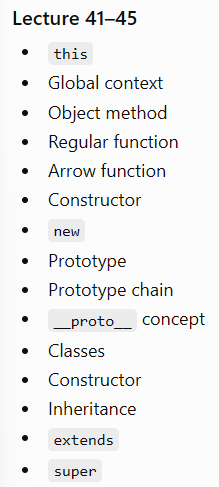 Lecture 41–45
this
Global context
Object method
Regular function
Arrow function
Constructor
new
Prototype
Prototype chain
__proto__ concept
Classes
Constructor
Inheritance
extends
super